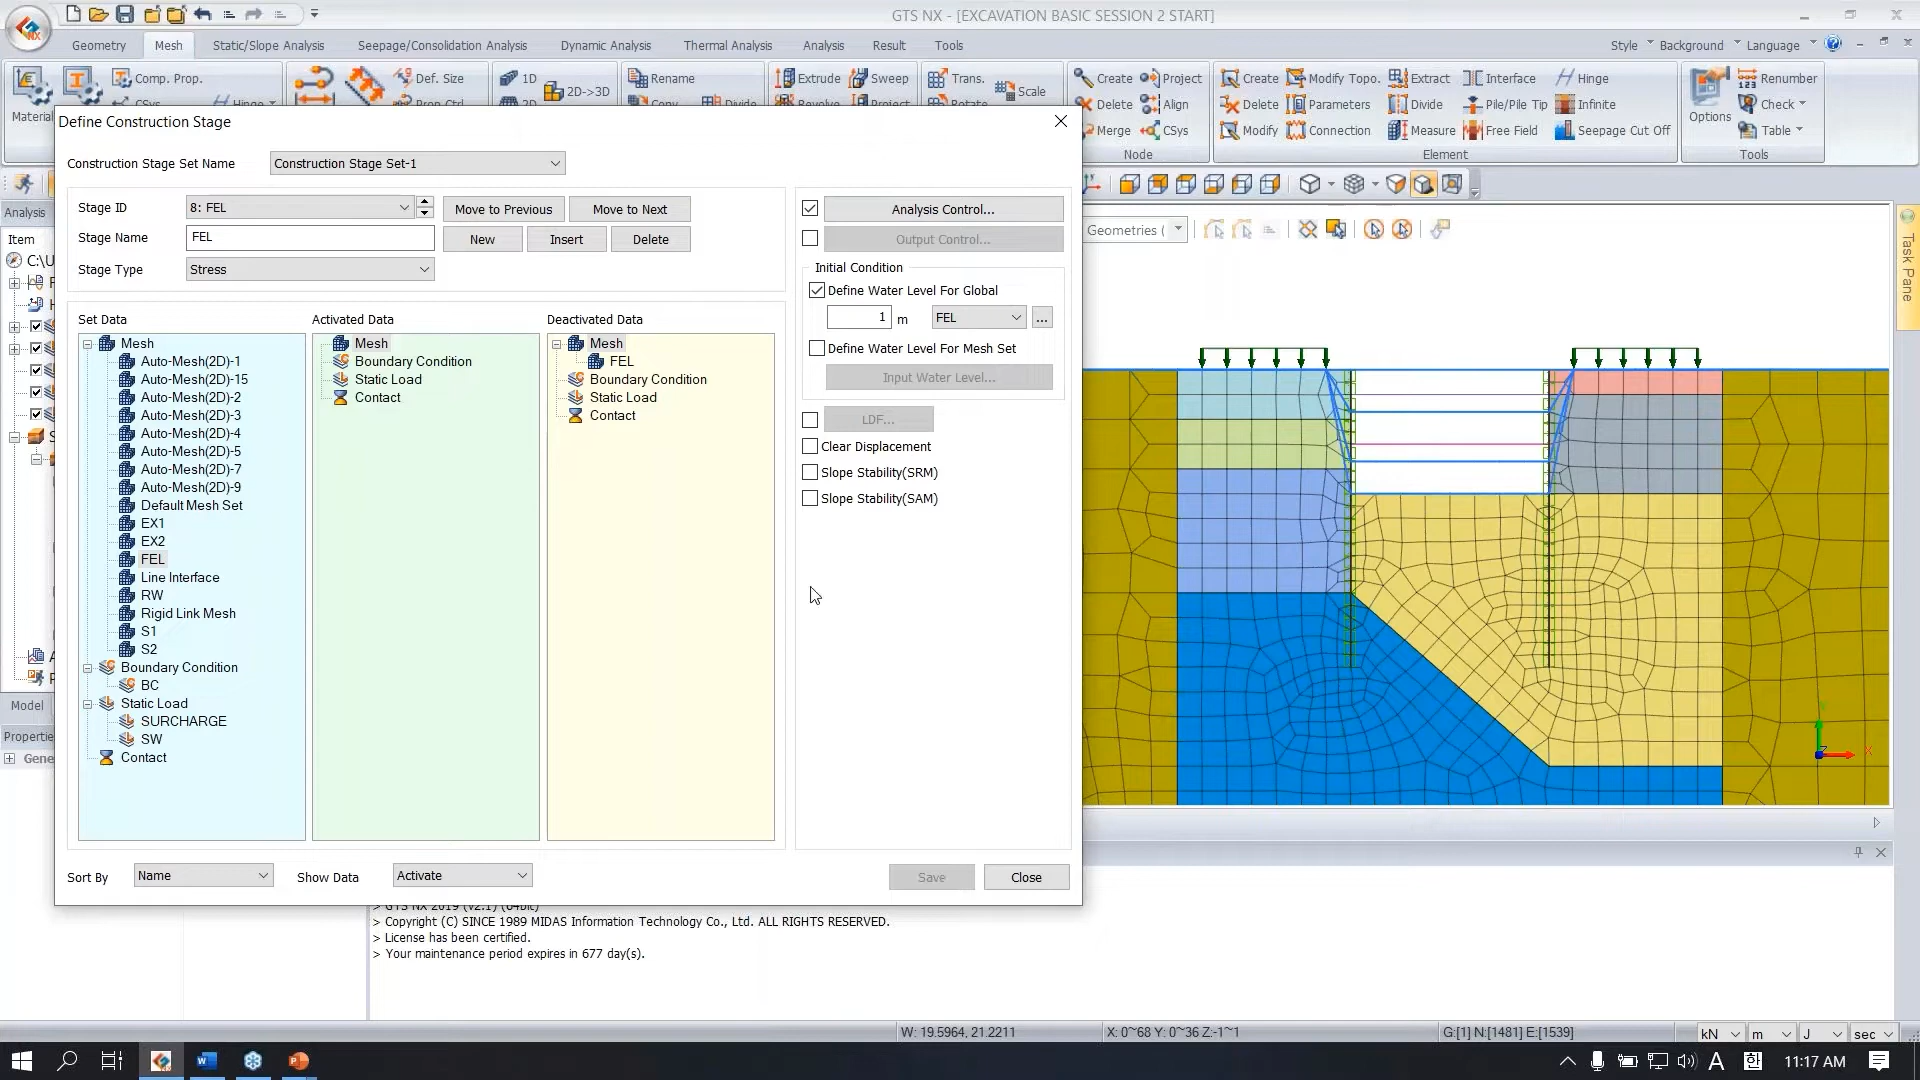 GTS NX - [EXCAVATION BASIC SESSION 2 START]
Geometry Mesh Static/Slope Analysis Seepage/Consolidation Analysis Dynamic Analysis Thermal Analysis Analysis Result Tools Style Background Language
Comp. Prop. Def. Size 1D Rename Extrude Sweep Trans. Create Project Create Modify Topo. Extract Interface Hinge Renumber
2D->3D Scale Delete Align Delete Parameters Divide Pile/Pile Tip Infinite Check
Material Merge CSys Modify Connection Measure Free Field Seepage Cut Off Options Table
Node Element Tools
Define Construction Stage
Construction Stage Set Name Construction Stage Set-1
Stage ID 8: FEL Move to Previous Move to Next Analysis Control...
Stage Name FEL New Insert Delete Output Control...
Stage Type Stress
Initial Condition
Define Water Level For Global
1 m FEL ...
Define Water Level For Mesh Set
Input Water Level...
LDF...
Clear Displacement
Slope Stability(SRM)
Slope Stability(SAM)
Set Data
Mesh
Auto-Mesh(2D)-1
Auto-Mesh(2D)-15
Auto-Mesh(2D)-2
Auto-Mesh(2D)-3
Auto-Mesh(2D)-4
Auto-Mesh(2D)-5
Auto-Mesh(2D)-7
Auto-Mesh(2D)-9
Default Mesh Set
EX1
EX2
FEL
Line Interface
RW
Rigid Link Mesh
S1
S2
Boundary Condition
BC
Static Load
SURCHARGE
SW
Contact
Activated Data
Mesh
Boundary Condition
Static Load
Contact
Deactivated Data
Mesh
FEL
Boundary Condition
Static Load
Contact
Sort By Name Show Data Activate Save Close
Analysis
Item
C:\U
Model
Propertie
Gene
Geometries (
Task Pane
X
Z
> GTS NX 2019 (v2.1) (64bit)
> Copyright (C) SINCE 1989 MIDAS Information Technology Co., Ltd. ALL RIGHTS RESERVED.
> License has been certified.
> Your maintenance period expires in 677 day(s).
W: 19.5964, 21.2211 X: 0~68 Y: 0~36 Z:-1~1 G:[1] N:[1481] E:[1539] kN m J sec
A 한 11:17 AM